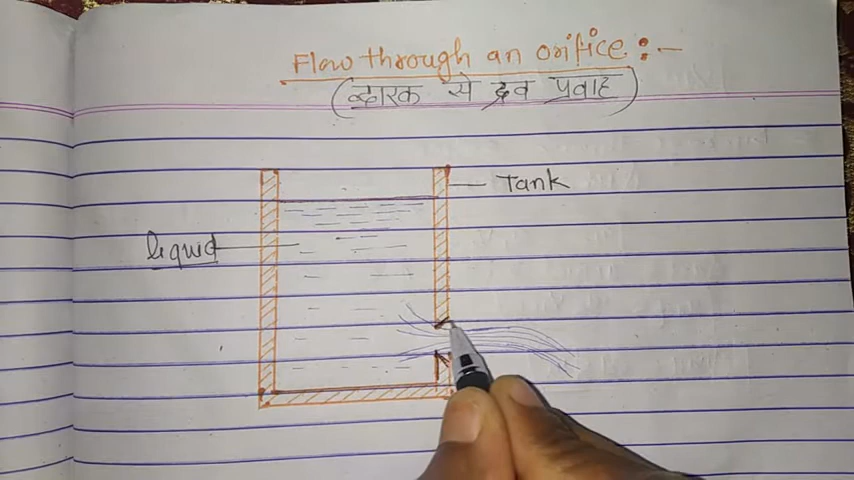 Flow through an orifice :-
(द्वारक से द्रव प्रवाह)
Tank
liquid